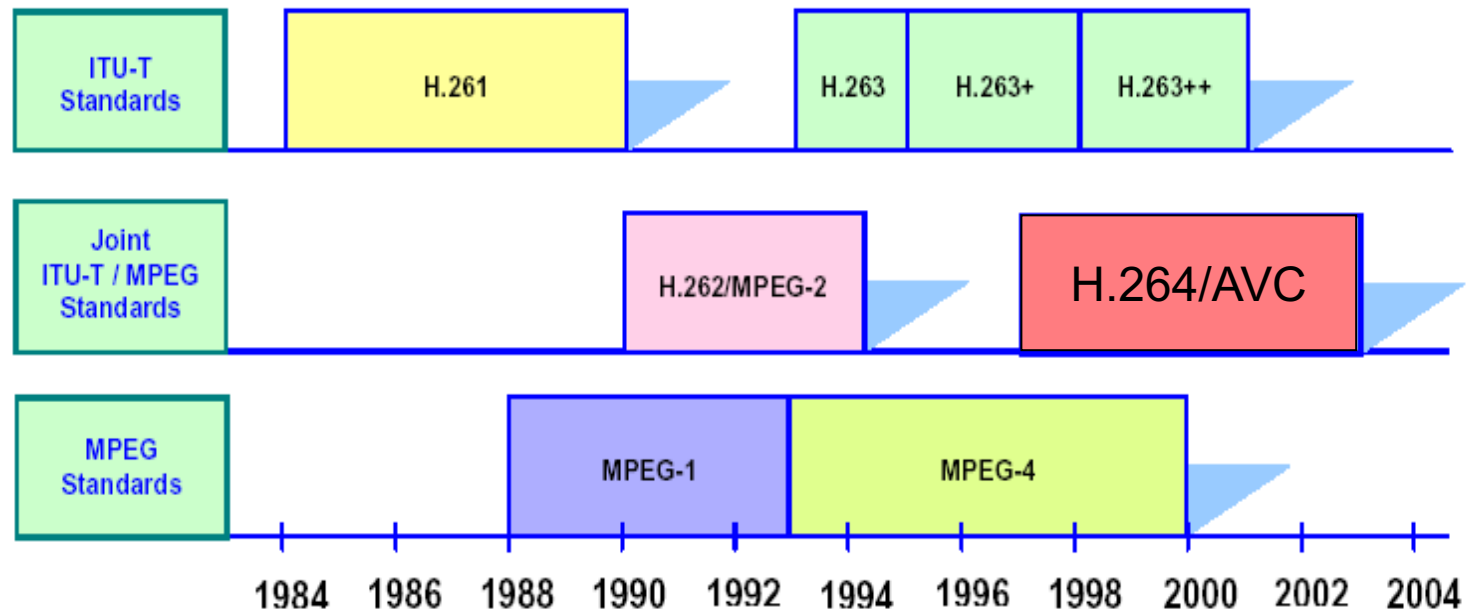 ITU-T
Standards
H.261
H.263
H.263+
H.263++
Joint
ITU-T / MPEG
Standards
H.262/MPEG-2
H.264/AVC
MPEG
Standards
MPEG-1
MPEG-4
1984 1986 1988 1990 1992 1994 1996 1998 2000 2002 2004